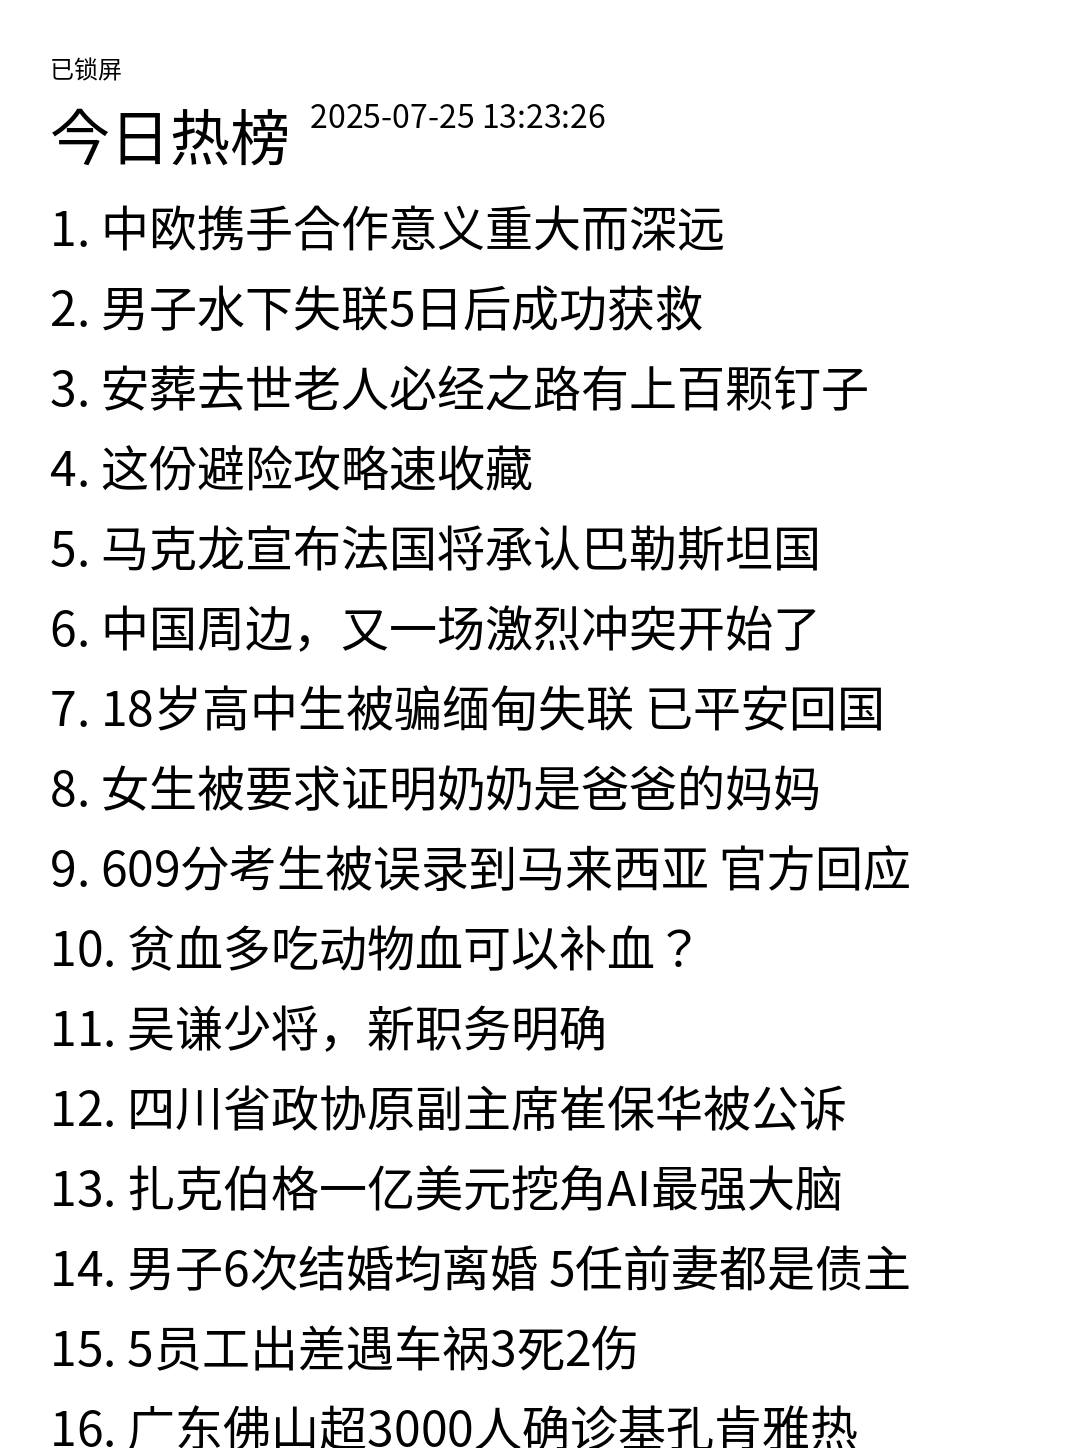 已锁屏
今日热榜 2025-07-25 13:23:26
1. 中欧携手合作意义重大而深远
2. 男子水下失联5日后成功获救
3. 安葬去世老人必经之路有上百颗钉子
4. 这份避险攻略速收藏
5. 马克龙宣布法国将承认巴勒斯坦国
6. 中国周边，又一场激烈冲突开始了
7. 18岁高中生被骗缅甸失联 已平安回国
8. 女生被要求证明奶奶是爸爸的妈妈
9. 609分考生被误录到马来西亚 官方回应
10. 贫血多吃动物血可以补血？
11. 吴谦少将，新职务明确
12. 四川省政协原副主席崔保华被公诉
13. 扎克伯格一亿美元挖角AI最强大脑
14. 男子6次结婚均离婚 5任前妻都是债主
15. 5员工出差遇车祸3死2伤
16. 广东佛山超3000人确诊基孔肯雅热